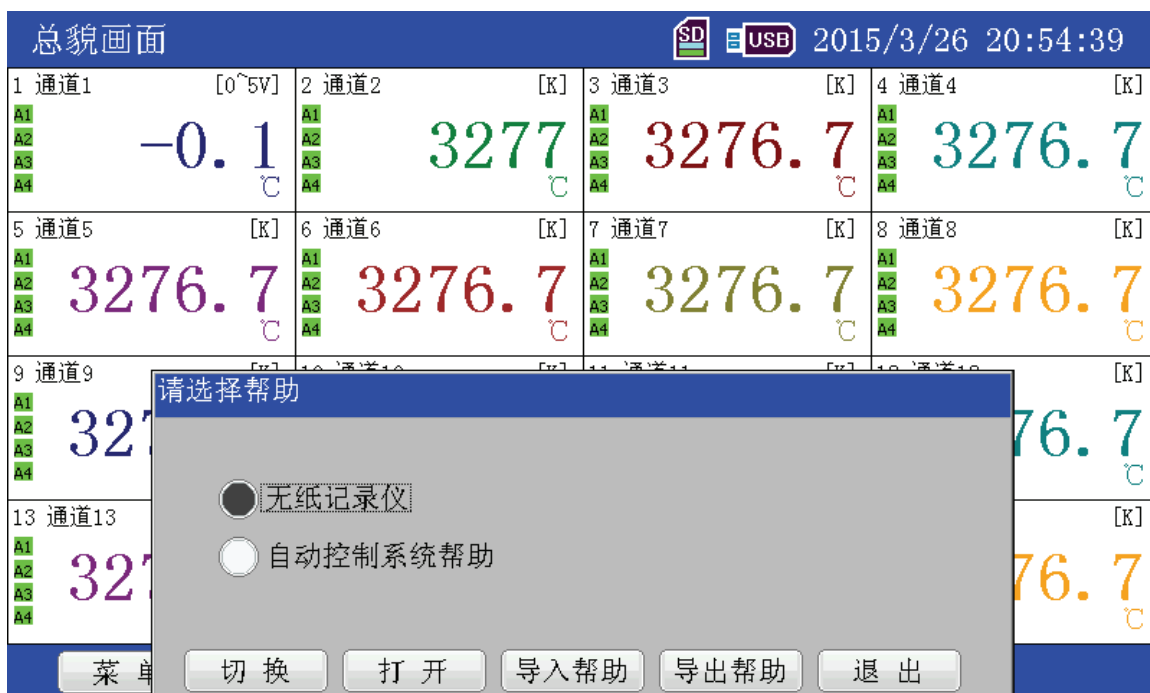 总貌画面 SD USB 2015/3/26 20:54:39
1 通道1 [0~5V] 2 通道2 [K] 3 通道3 [K] 4 通道4 [K]
A1 A1 A1 A1
A2 -0.1 A2 3277 A2 3276.7 A2 3276.7
A3 A3 A3 A3
A4 ℃ A4 ℃ A4 ℃ A4 ℃
5 通道5 [K] 6 通道6 [K] 7 通道7 [K] 8 通道8 [K]
A1 A1 A1 A1
A2 3276.7 A2 3276.7 A2 3276.7 A2 3276.7
A3 A3 A3 A3
A4 ℃ A4 ℃ A4 ℃ A4 ℃
9 通道9 [K]
请选择帮助
A1
A2 327 76.7
A3
A4 ℃
无纸记录仪
13 通道13 [K]
自动控制系统帮助
A1
A2 327 76.7
A3
A4 ℃
菜 单 切 换 打 开 导入帮助 导出帮助 退 出